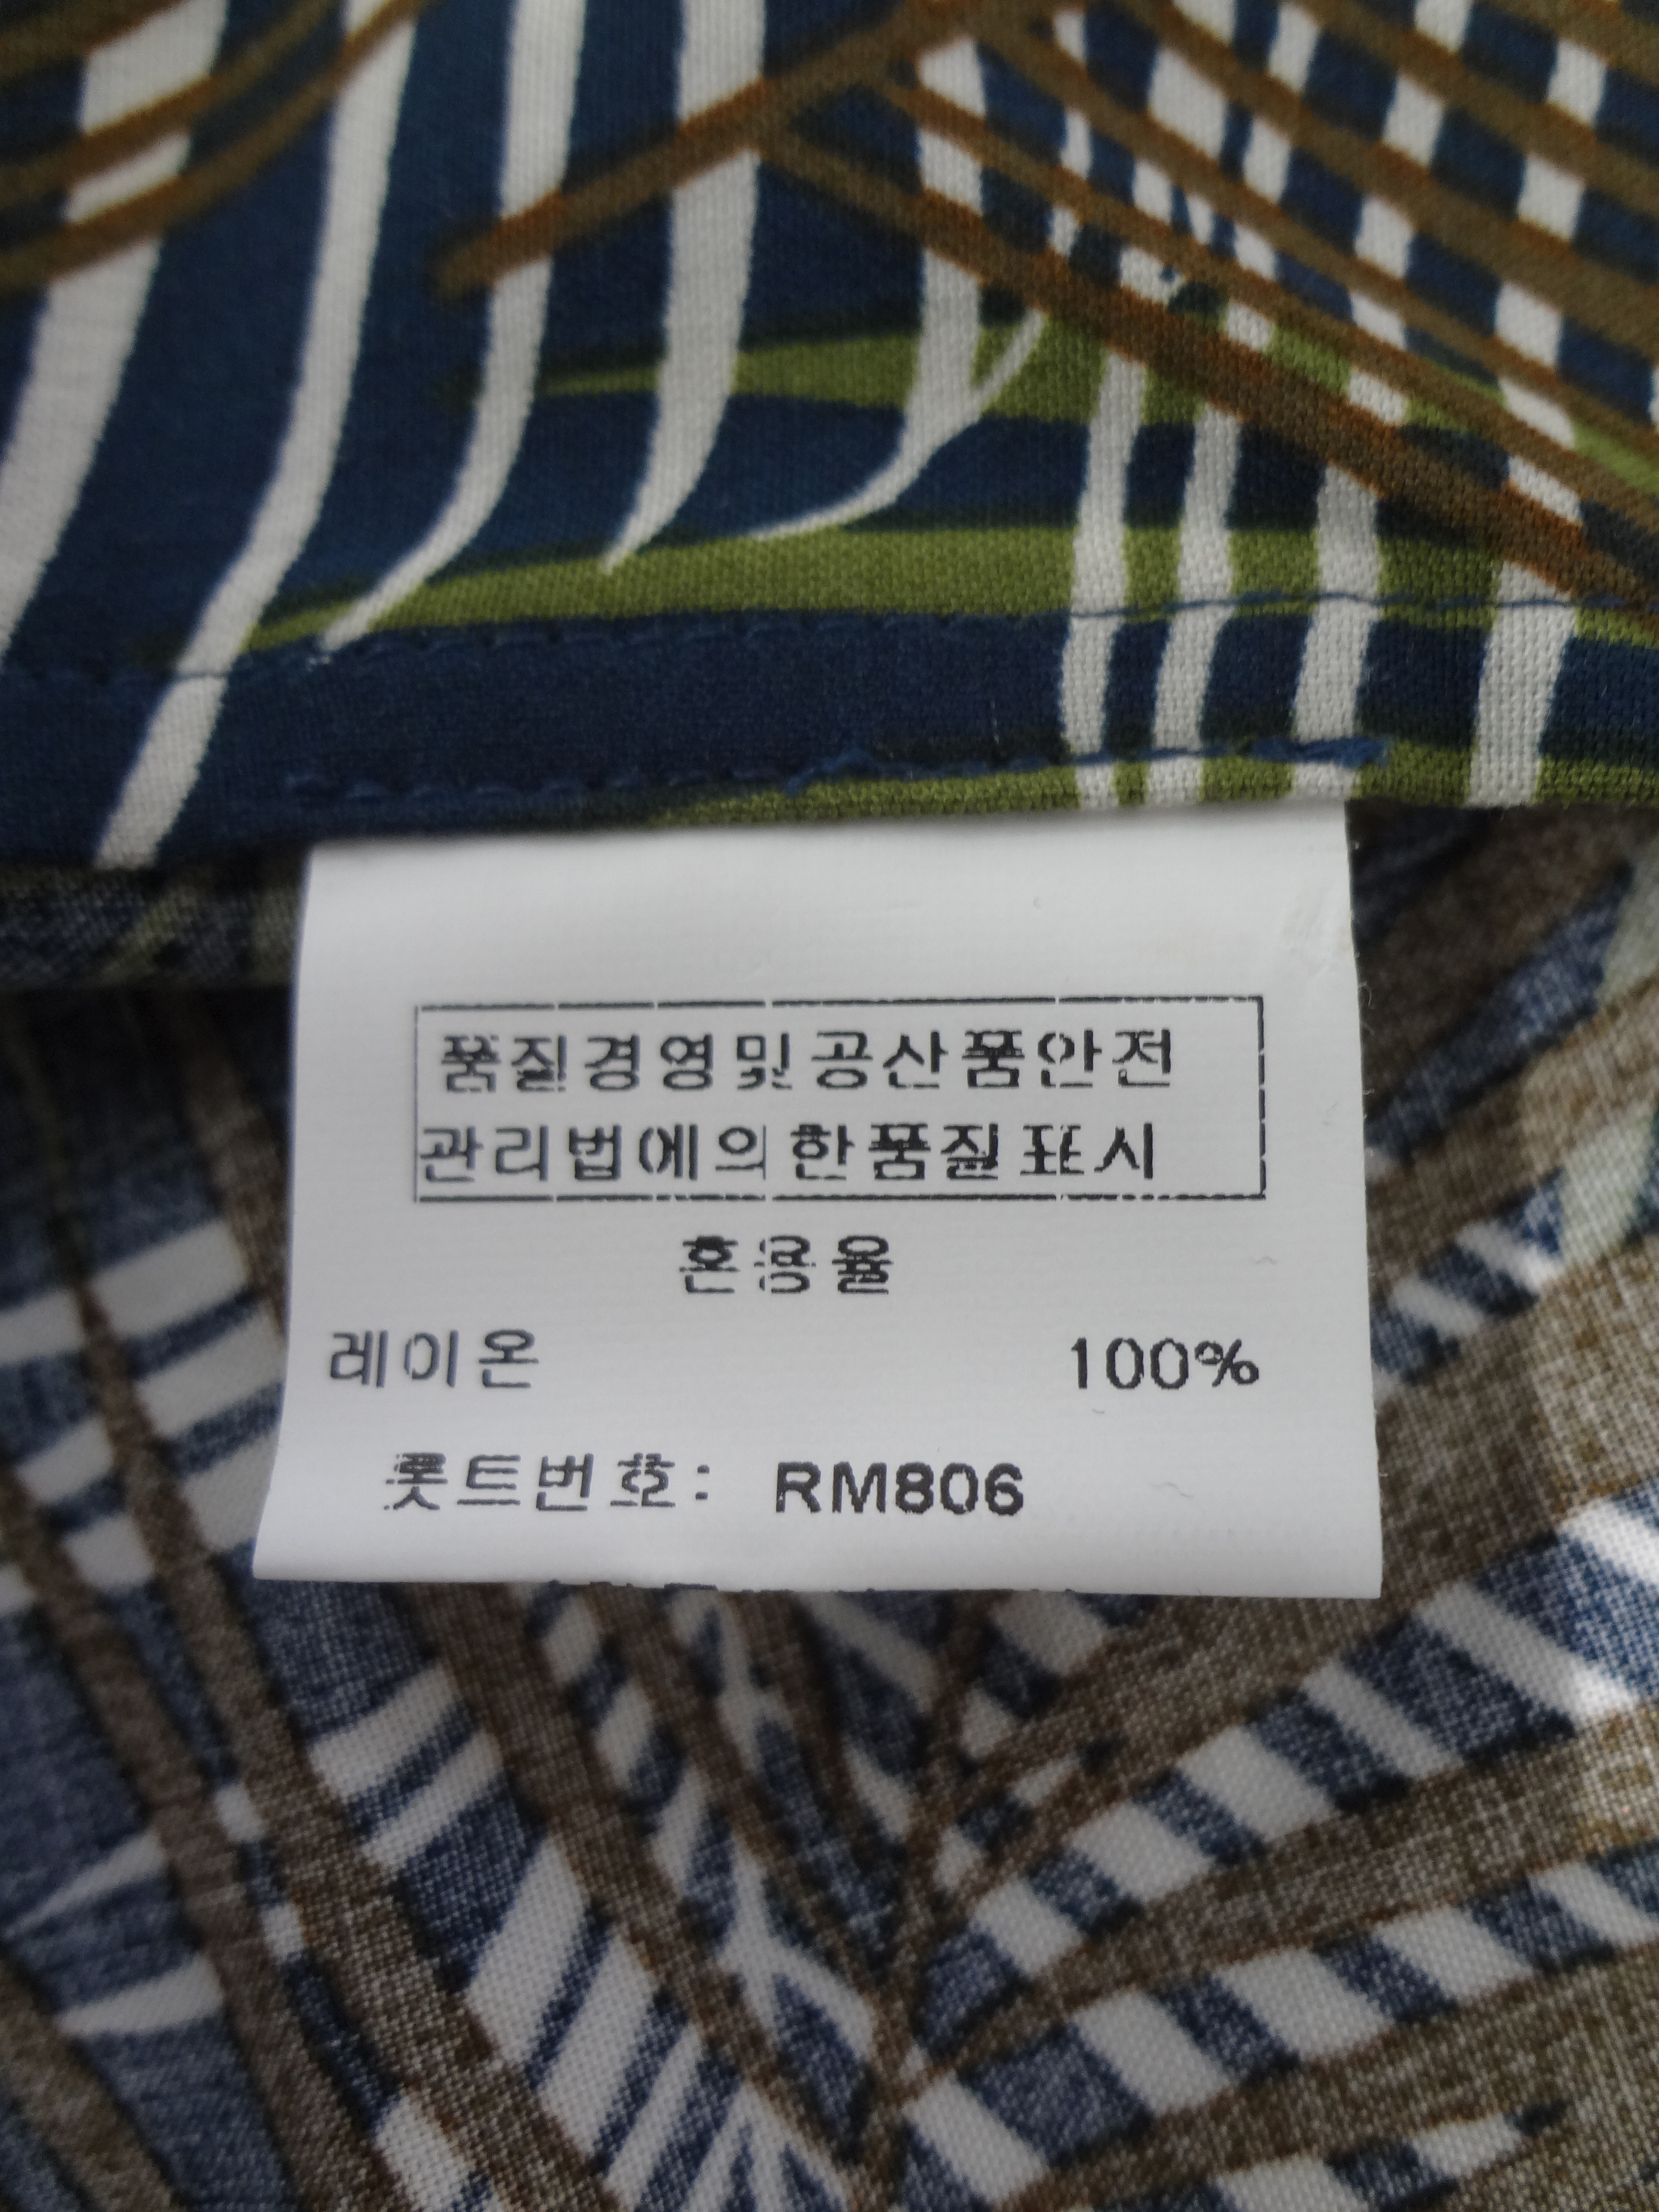 품질경영및공산품안전
관리법에의한품질표시
혼용율
레이온 100%
롯트번호: RM806